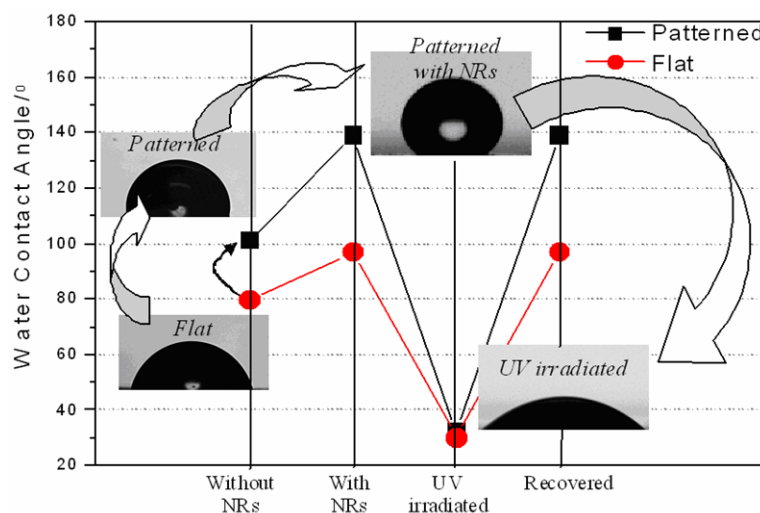 180
160
140
130
120
100
80
60
40
20
Water Contact Angle/⁰
Patterned
Flat
Patterned
with NRs
Patterned
Flat
UV irradiated
Without
NRs
With
NRs
UV
irradiated
Recovered